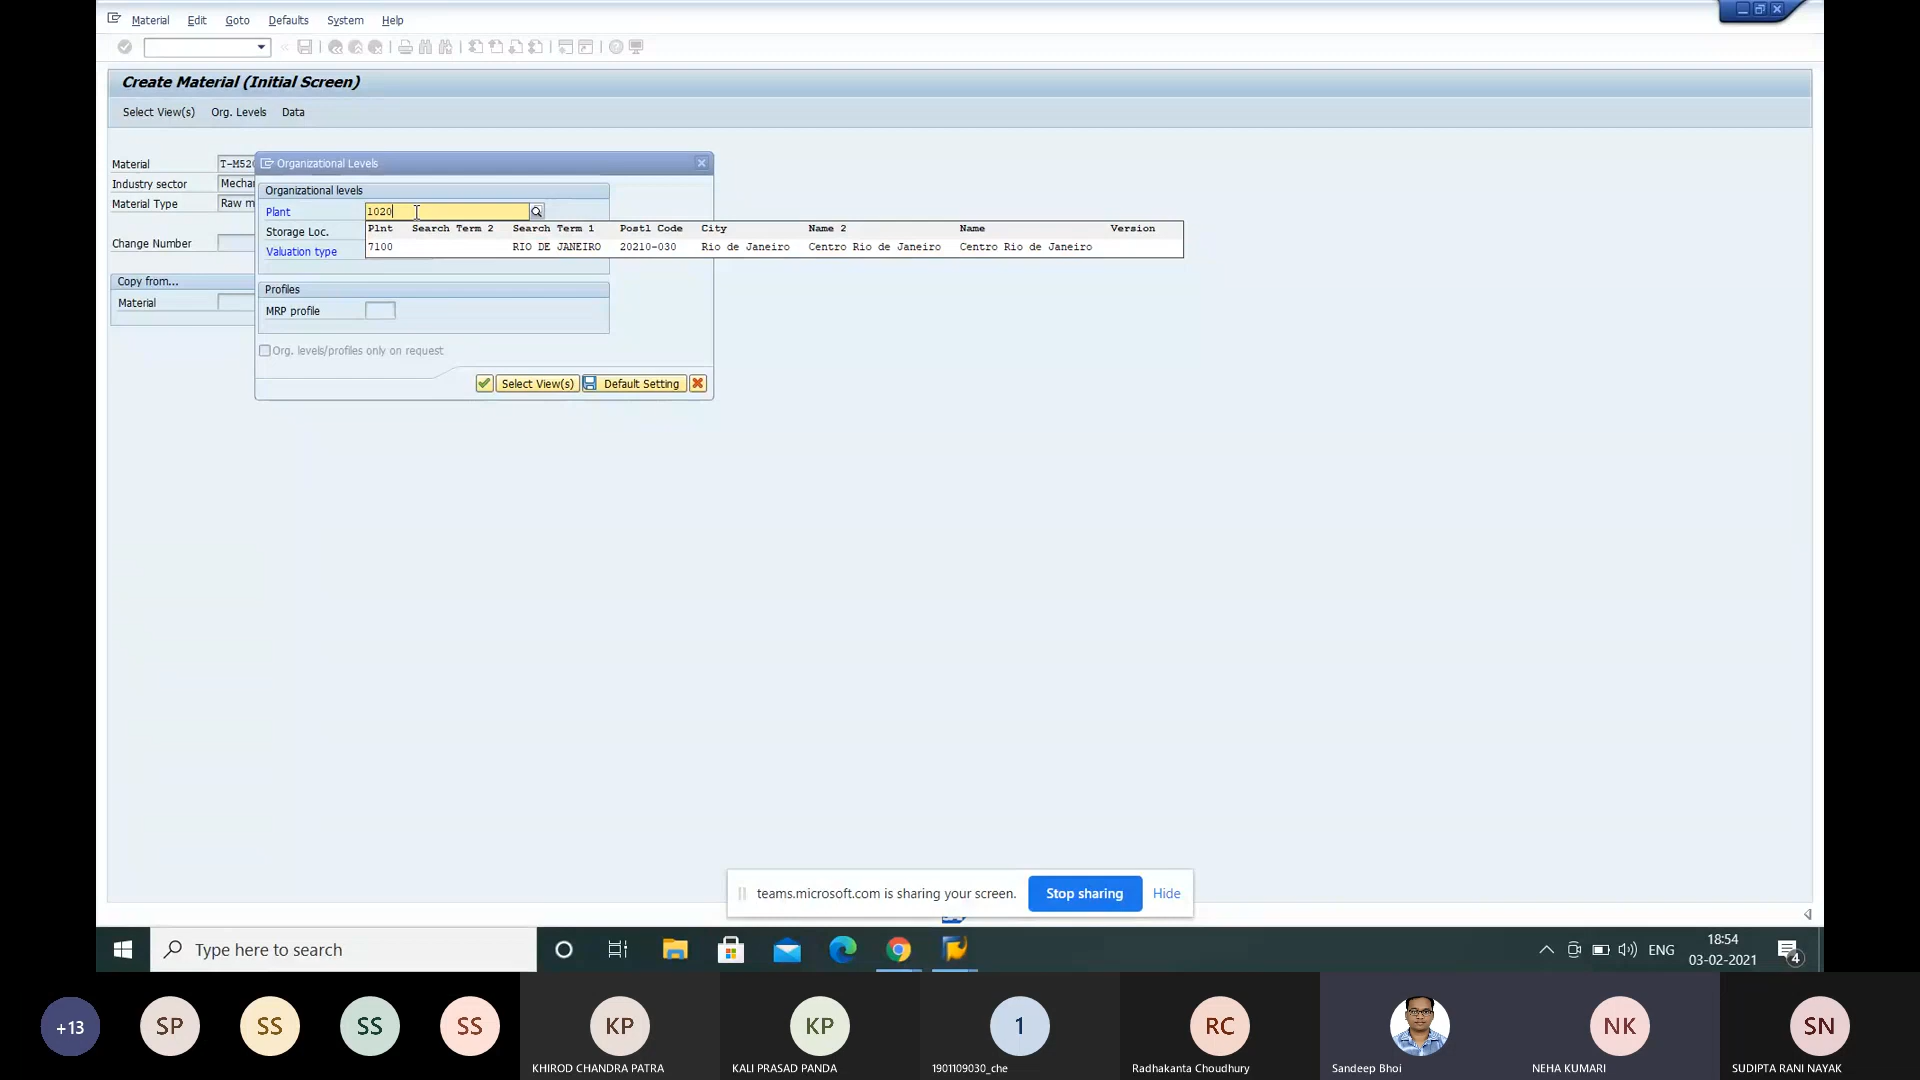 Material Edit Goto Defaults System Help
Create Material (Initial Screen)
Select View(s) Org. Levels Data
Material T-M520
Industry sector Mechan
Material Type Raw m
Change Number
Copy from...
Material
Organizational Levels
Organizational levels
Plant 1020
Plnt Search Term 2 Search Term 1 Postl Code City Name 2 Name Version
7100 RIO DE JANEIRO 20210-030 Rio de Janeiro Centro Rio de Janeiro Centro Rio de Janeiro
Storage Loc.
Valuation type
Profiles
MRP profile
Org. levels/profiles only on request
Select View(s) Default Setting
teams.microsoft.com is sharing your screen. Stop sharing Hide
Type here to search
ENG
18:54
03-02-2021
4
+13 SP SS SS SS KP KP 1 RC NK SN
KHIROD CHANDRA PATRA KALI PRASAD PANDA 1901109030_che Radhakanta Choudhury Sandeep Bhoi NEHA KUMARI SUDIPTA RANI NAYAK